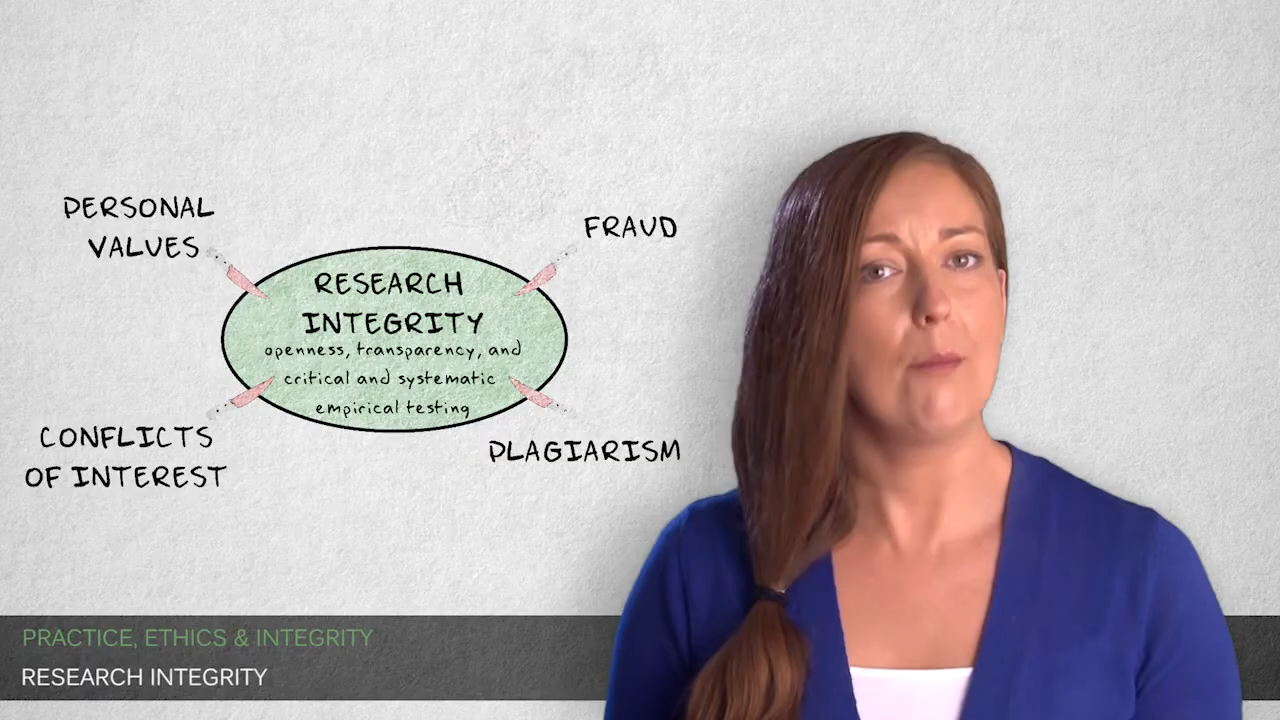 PERSONAL
VALUES
FRAUD
RESEARCH
INTEGRITY
openness, transparency, and
critical and systematic
empirical testing
CONFLICTS
OF INTEREST
PLAGIARISM
PRACTICE, ETHICS & INTEGRITY
RESEARCH INTEGRITY